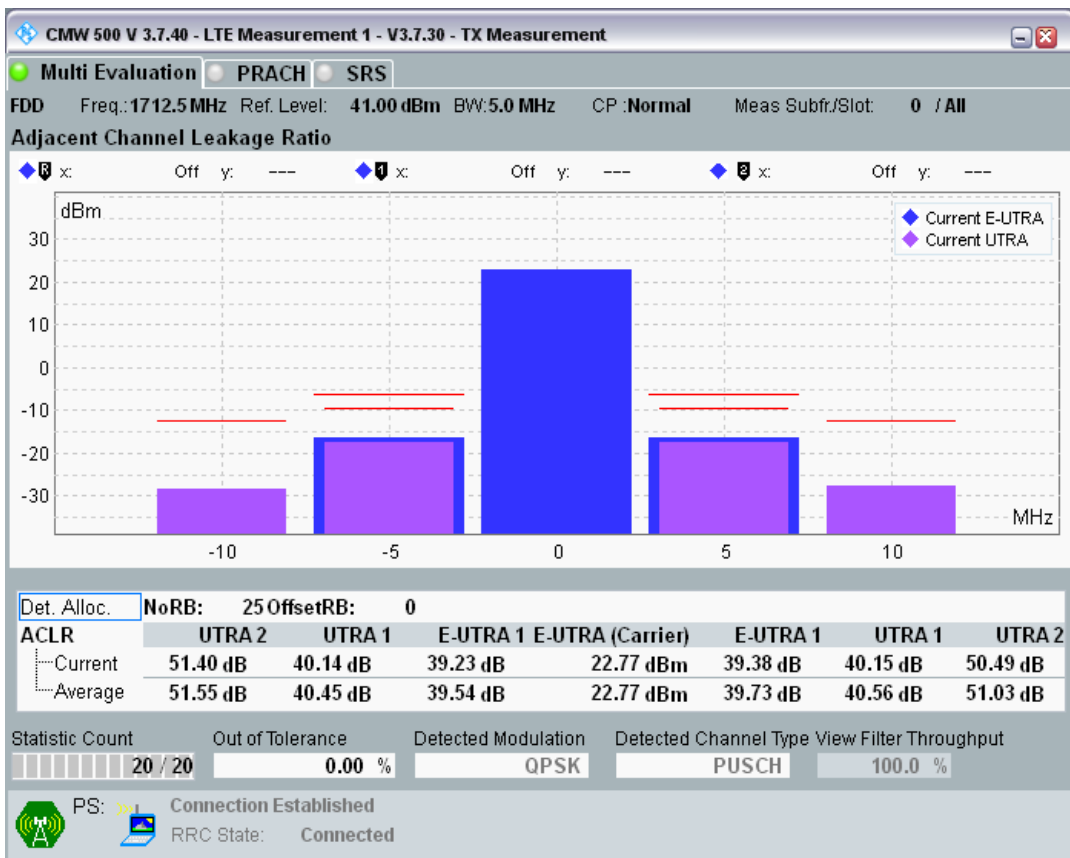 CMW 500 V 3.7.40 - LTE Measurement 1 - V3.7.30 - TX Measurement
Multi Evaluation PRACH SRS
FDD Freq.:1712.5 MHz Ref. Level: 41.00 dBm BW:5.0 MHz CP :Normal Meas Subfr./Slot: 0 / All
Adjacent Channel Leakage Ratio
R x: Off y: --- 1 x: Off y: --- 2 x: Off y: ---
dBm
Current E-UTRA
Current UTRA
30
20
10
0
-10
-20
-30
MHz
-10 -5 0 5 10
Det. Alloc. NoRB: 25 OffsetRB: 0
ACLR UTRA 2 UTRA 1 E-UTRA 1 E-UTRA (Carrier) E-UTRA 1 UTRA 1 UTRA 2
Current 51.40 dB 40.14 dB 39.23 dB 22.77 dBm 39.38 dB 40.15 dB 50.49 dB
Average 51.55 dB 40.45 dB 39.54 dB 22.77 dBm 39.73 dB 40.56 dB 51.03 dB
Statistic Count Out of Tolerance Detected Modulation Detected Channel Type View Filter Throughput
20 / 20 0.00 % QPSK PUSCH 100.0 %
PS: Connection Established
RRC State: Connected